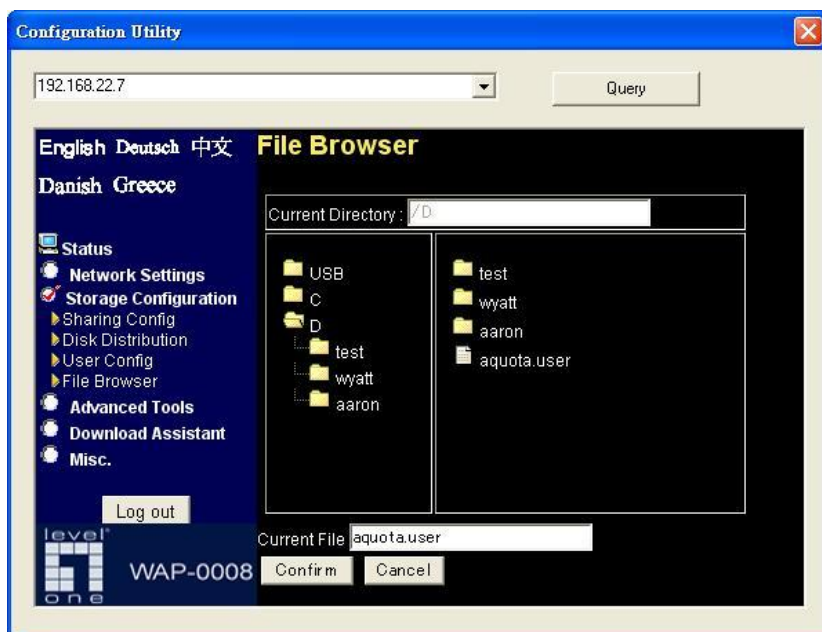 Configuration Utility
192.168.22.7
Query
English Deutsch 中文
Danish Greece
Status
Network Settings
Storage Configuration
Sharing Config
Disk Distribution
User Config
File Browser
Advanced Tools
Download Assistant
Misc.
Log out
level
one
WAP-0008
File Browser
Current Directory : /D
USB
C
D
test
wyatt
aaron
test
wyatt
aaron
aquota.user
Current File aquota.user
Confirm Cancel